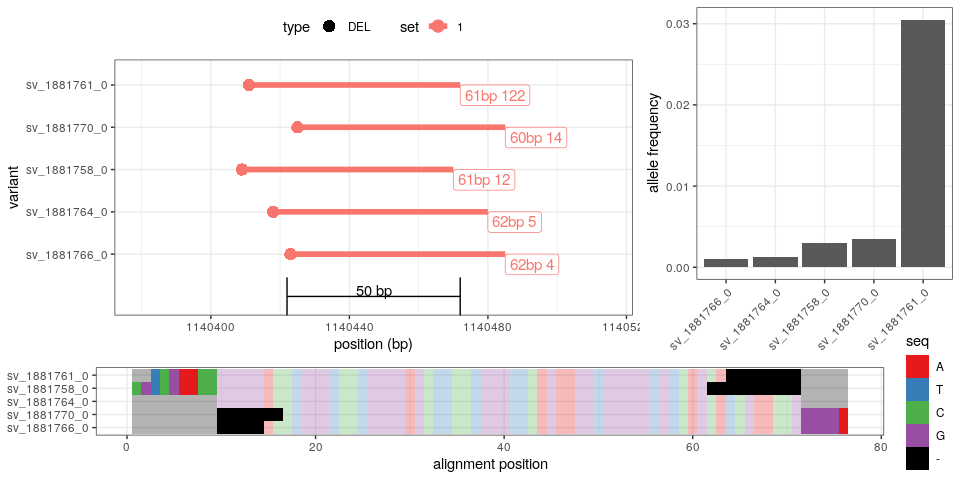 type DEL set 1
variant
sv_1881761_0
sv_1881770_0
sv_1881758_0
sv_1881764_0
sv_1881766_0
61bp 122
60bp 14
61bp 12
62bp 5
62bp 4
50 bp
1140400 1140440 1140480 114052
position (bp)
allele frequency
0.03
0.02
0.01
0.00
sv_1881766_0
sv_1881764_0
sv_1881758_0
sv_1881770_0
sv_1881761_0
sv_1881761_0
sv_1881758_0
sv_1881764_0
sv_1881770_0
sv_1881766_0
0 20 40 60 80
alignment position
seq
A
T
C
G
-